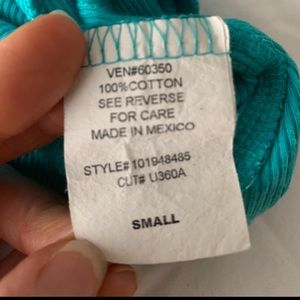 VEN#60350
100%COTTON
SEE REVERSE
FOR CARE
MADE IN MEXICO
STYLE#101948485
CUT# U360A
SMALL